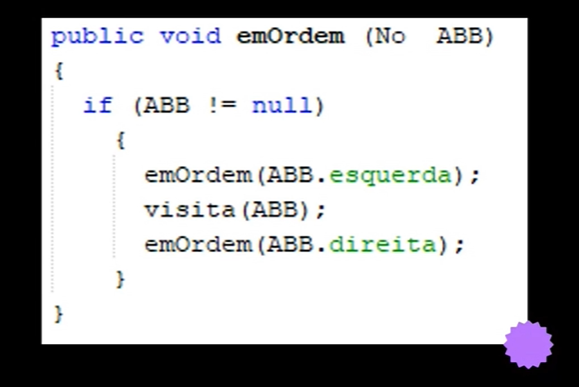 public void emOrdem (No  ABB)
{
if (ABB != null)
{
emOrdem(ABB.esquerda);
visita(ABB);
emOrdem(ABB.direita);
}
}